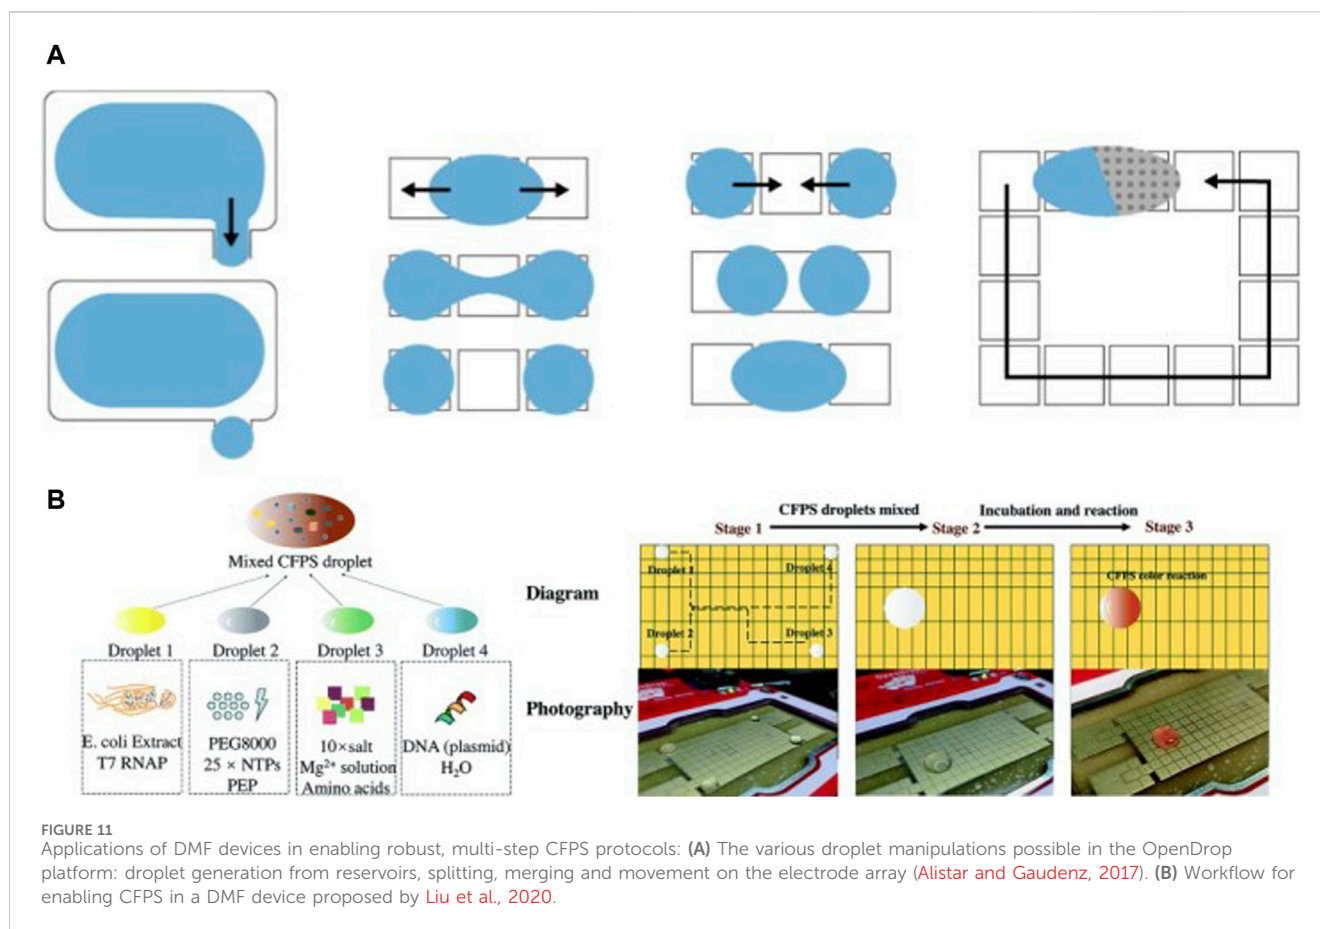 A
B
Mixed CFPS droplet
Droplet 1 Droplet 2 Droplet 3 Droplet 4
E. coli Extract
T7 RNAP
PEG8000
25 × NTPs
PEP
10×salt
Mg²⁺ solution
Amino acids
DNA (plasmid)
H₂O
Diagram
Photography
CFPS droplets mixed
Incubation and reaction
Stage 1
Stage 2
Stage 3
Droplet 1
Droplet 4
Droplet 2
Droplet 3
CFPS color reaction
FIGURE 11
Applications of DMF devices in enabling robust, multi-step CFPS protocols: (A) The various droplet manipulations possible in the OpenDrop
platform: droplet generation from reservoirs, splitting, merging and movement on the electrode array (Alistar and Gaudenz, 2017). (B) Workflow for
enabling CFPS in a DMF device proposed by Liu et al., 2020.